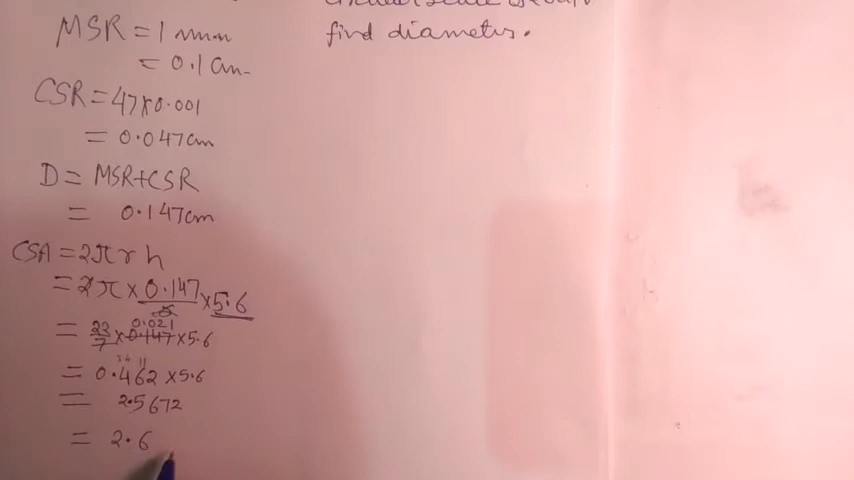 find diameter.
MSR = 1 mm
= 0.1 cm
CSR = 47 x 0.001
= 0.047 cm
D = MSR + CSR
= 0.147 cm
CSA = 2πrh
= 2π × 0.147 × 5.6
0.021
= 22/7 × 0.147 × 5.6
= 0.462 × 5.6
= 2.5672
= 2.6